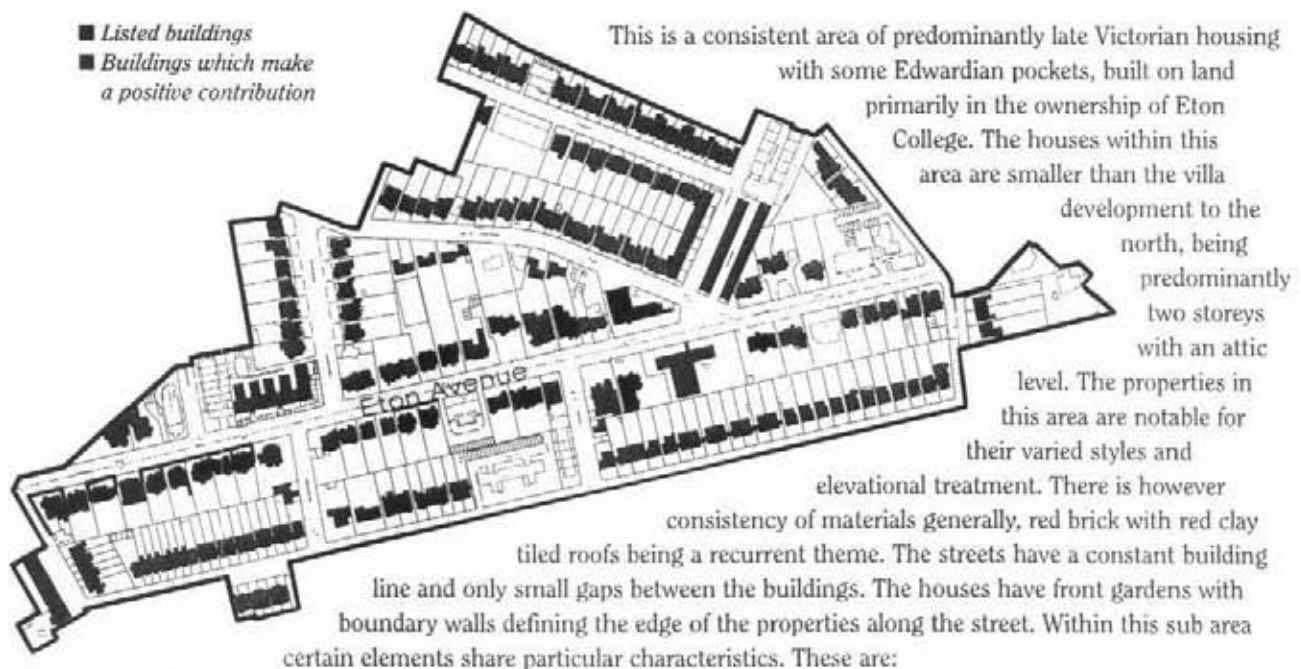 Listed buildings
Buildings which make
a positive contribution
This is a consistent area of predominantly late Victorian housing
with some Edwardian pockets, built on land
primarily in the ownership of Eton
College. The houses within this
area are smaller than the villa
development to the
north, being
predominantly
two storeys
with an attic
level. The properties in
this area are notable for
their varied styles and
elevational treatment. There is however
consistency of materials generally, red brick with red clay
tiled roofs being a recurrent theme. The streets have a constant building
line and only small gaps between the buildings. The houses have front gardens with
boundary walls defining the edge of the properties along the street. Within this sub area
certain elements share particular characteristics. These are:
Eton Avenue